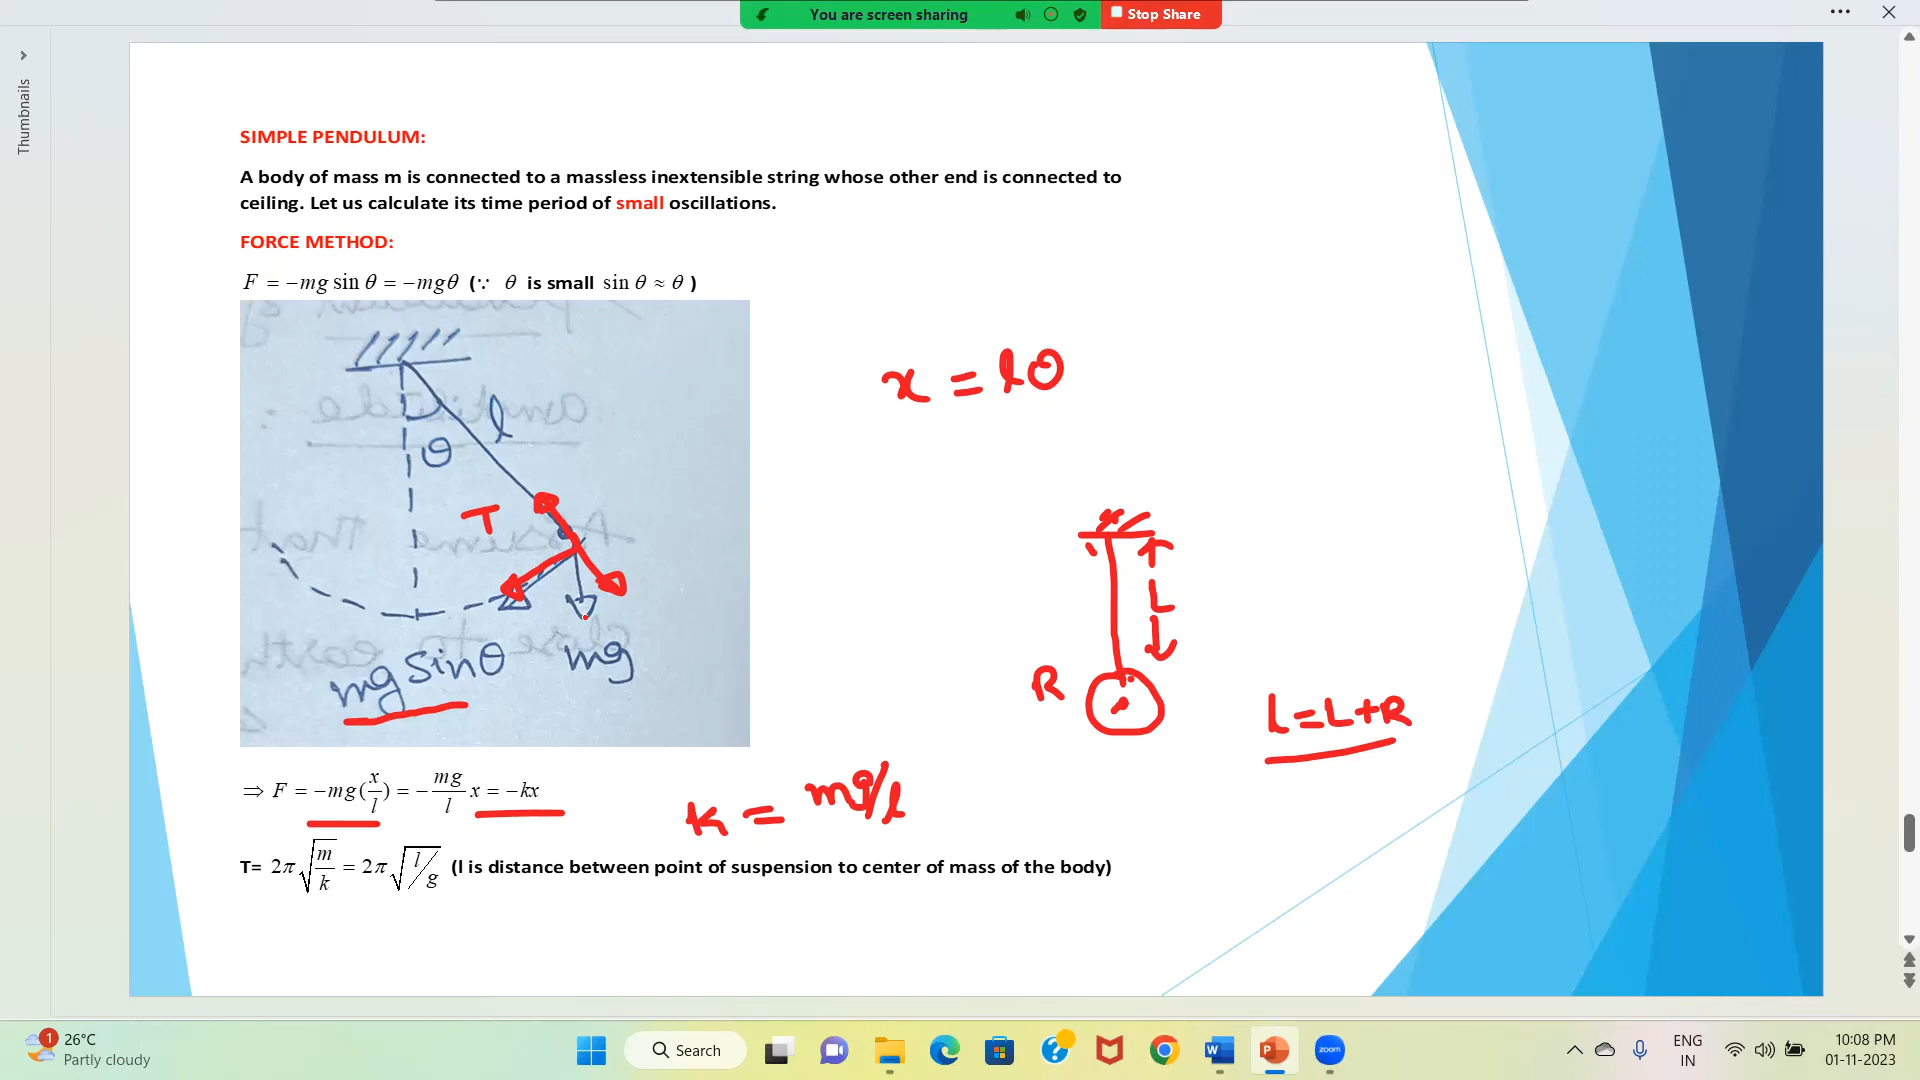 You are screen sharing
Stop Share
Thumbnails
SIMPLE PENDULUM:
A body of mass m is connected to a massless inextensible string whose other end is connected to
ceiling. Let us calculate its time period of small oscillations.
FORCE METHOD:
F = −mg sin θ = −mgθ (∵ θ is small sin θ ≈ θ )
x = lθ
l
θ
T
mg sinθ
mg
L
R
l = L+R
⇒ F = −mg(x/l) = −mg/l x = −kx
k = mg/l
T= 2π√(m/k) = 2π√(l/g) (l is distance between point of suspension to center of mass of the body)
1
26°C
Partly cloudy
Search
zoom
ENG
IN
10:08 PM
01-11-2023